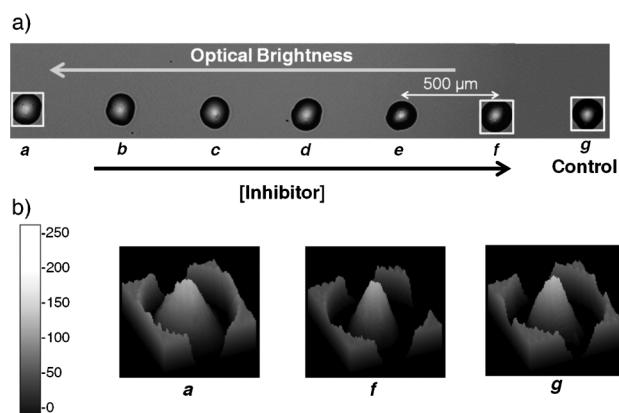 a)
Optical Brightness
500 µm
a b c d e f g
[Inhibitor]
Control
b)
250
200
150
100
50
0
a f g